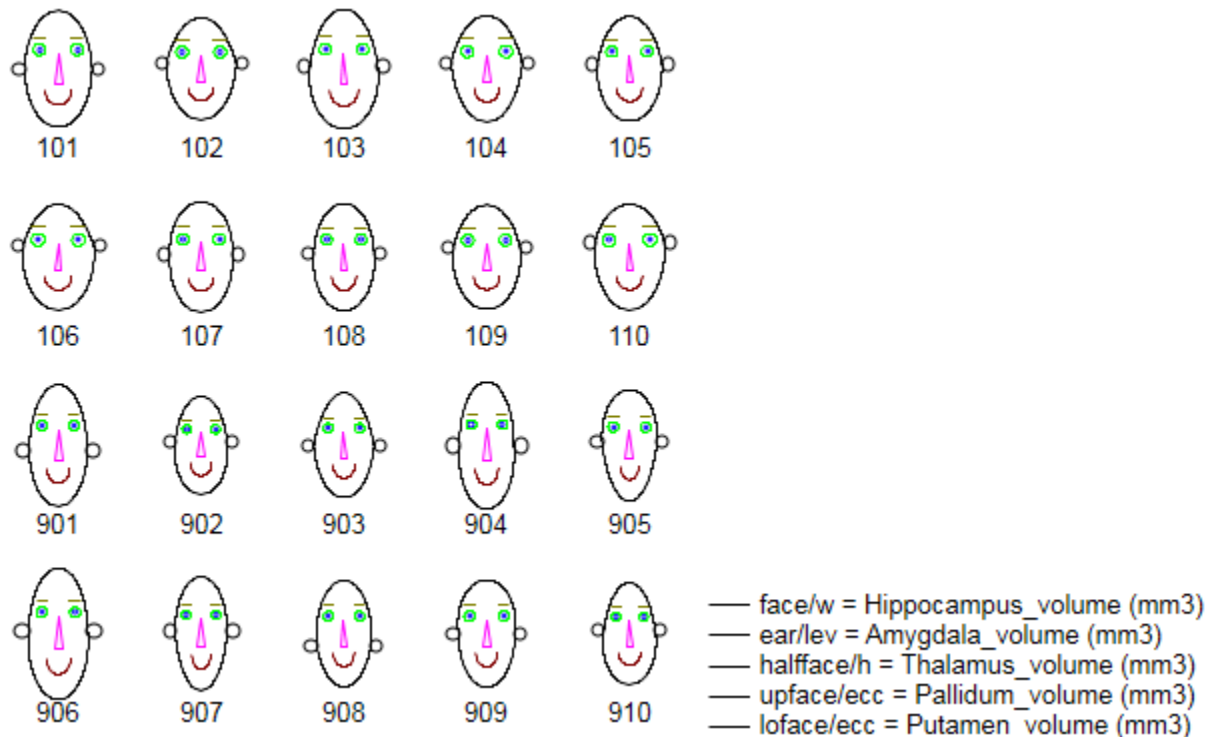 101 102 103 104 105
106 107 108 109 110
901 902 903 904 905
906 907 908 909 910
face/w = Hippocampus_volume (mm3)
ear/lev = Amygdala_volume (mm3)
halfface/h = Thalamus_volume (mm3)
upface/ecc = Pallidum_volume (mm3)
loface/ecc = Putamen_volume (mm3)